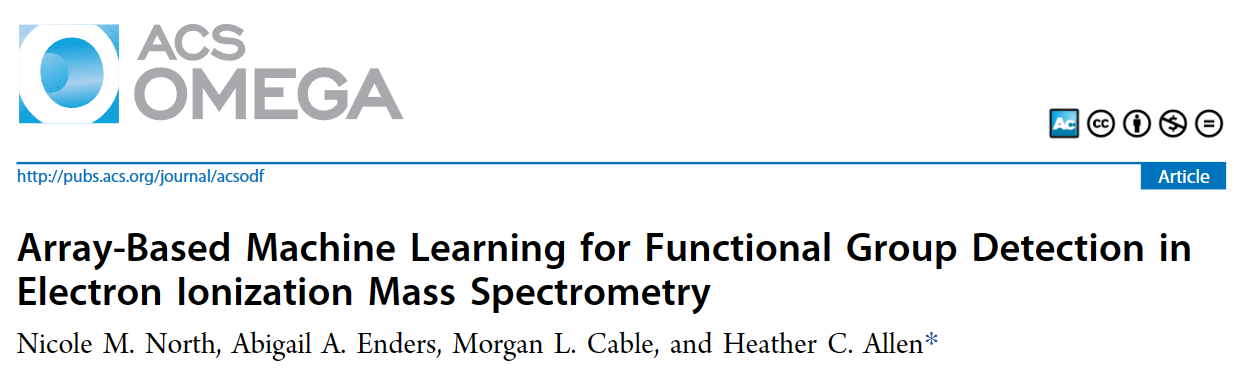 ACS
OMEGA
Ac cc $ =
http://pubs.acs.org/journal/acsodf
Article
Array-Based Machine Learning for Functional Group Detection in
Electron Ionization Mass Spectrometry
Nicole M. North, Abigail A. Enders, Morgan L. Cable, and Heather C. Allen*